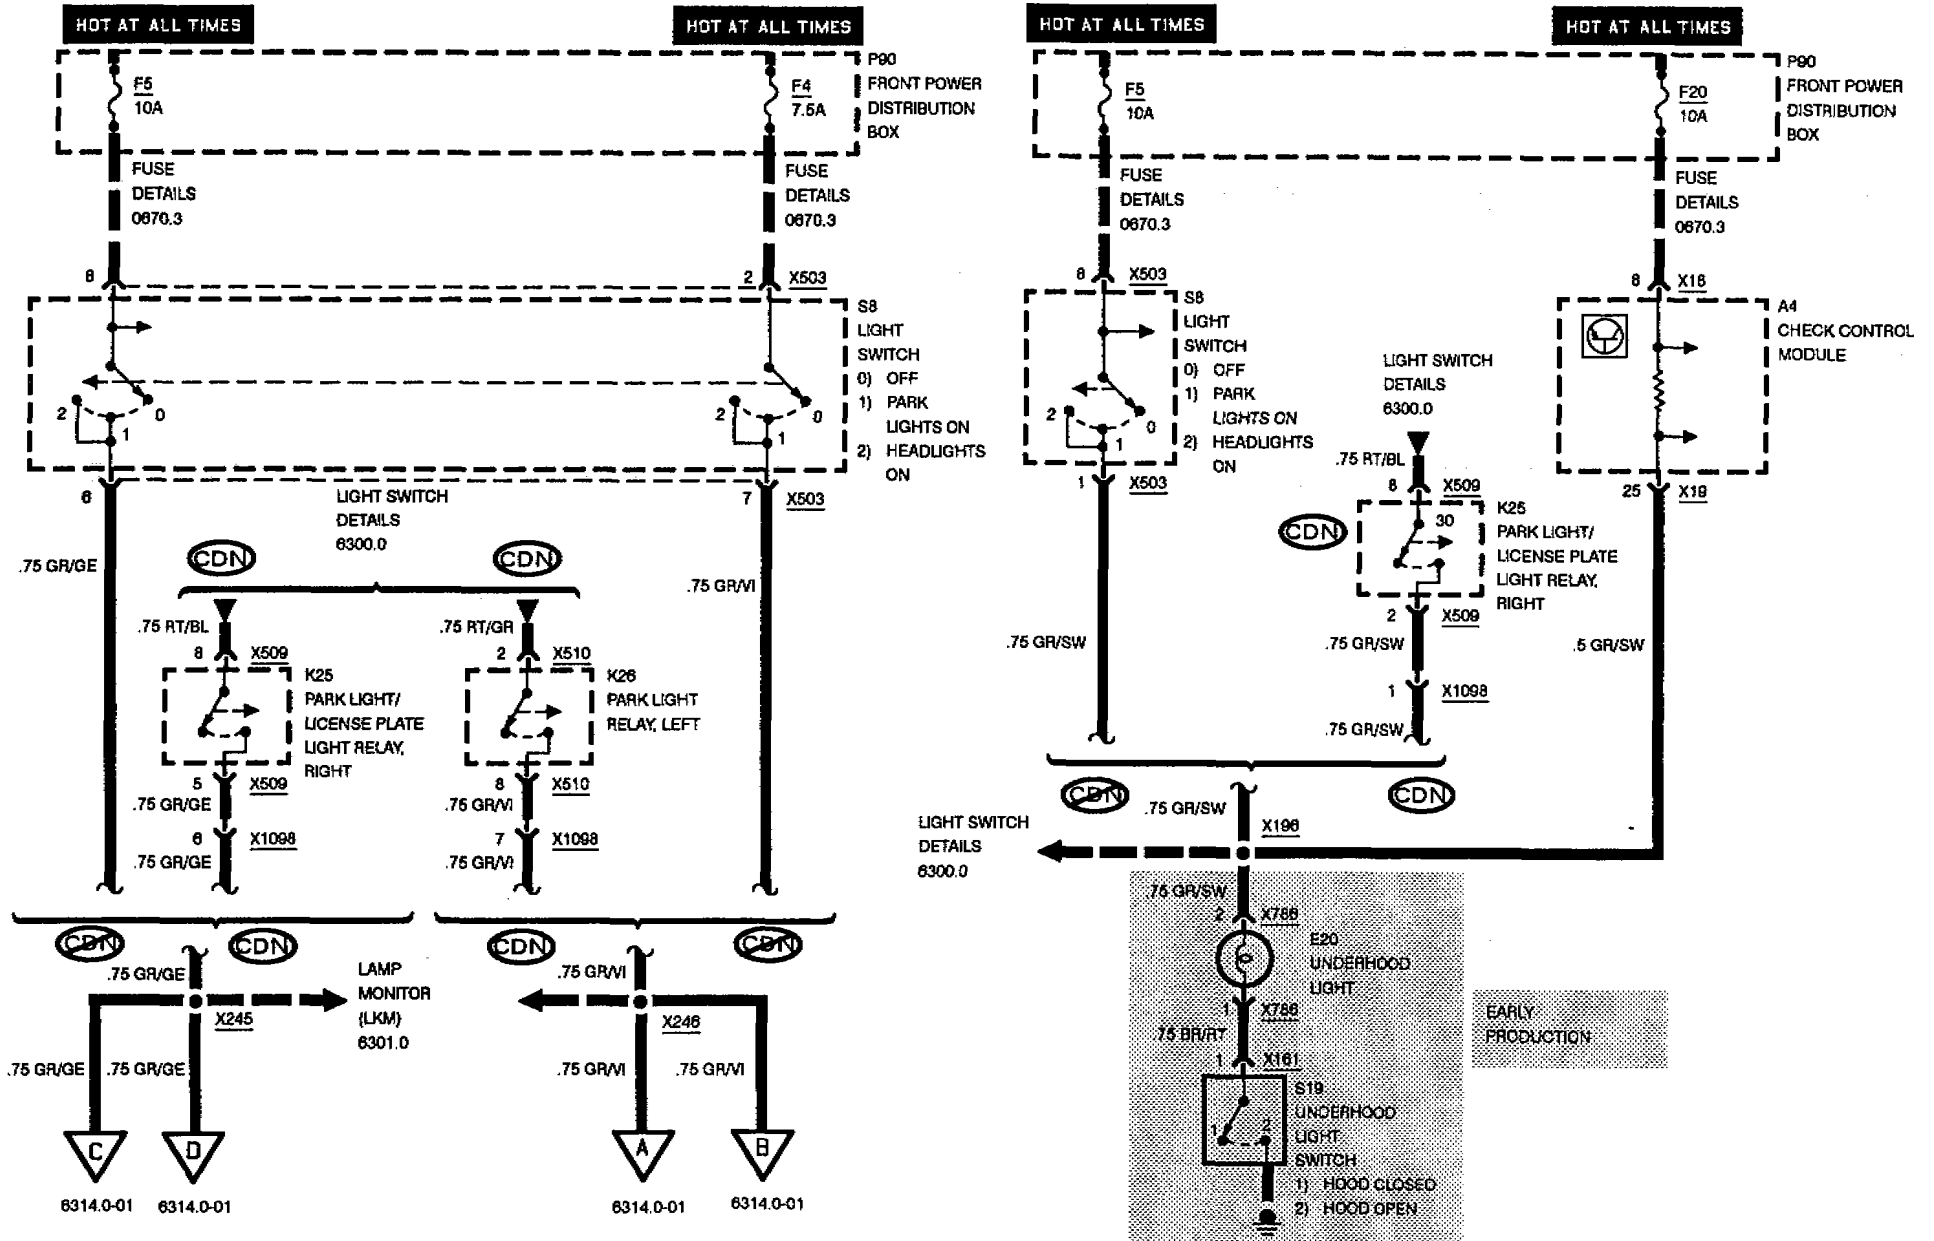 HOT AT ALL TIMES
HOT AT ALL TIMES
F5
10A
F4
7.5A
P90
FRONT POWER
DISTRIBUTION
BOX
FUSE
DETAILS
0670.3
FUSE
DETAILS
0670.3
8
2
X503
S8
LIGHT
SWITCH
0) OFF
1) PARK
LIGHTS ON
2) HEADLIGHTS
ON
2
0
1
2
0
1
6
7
X503
LIGHT SWITCH
DETAILS
6300.0
.75 GR/GE
CDN
CDN
.75 GR/VI
.75 RT/BL
.75 RT/GR
8
X509
2
X510
K25
PARK LIGHT/
LICENSE PLATE
LIGHT RELAY,
RIGHT
K26
PARK LIGHT
RELAY, LEFT
5
X509
8
X510
.75 GR/GE
.75 GR/VI
6
X1098
7
X1098
.75 GR/GE
.75 GR/VI
CDN
CDN
CDN
CDN
.75 GR/GE
LAMP
MONITOR
(LKM)
6301.0
.75 GR/VI
X245
X246
.75 GR/GE
.75 GR/GE
.75 GR/VI
.75 GR/VI
C
D
A
B
6314.0-01
6314.0-01
6314.0-01
6314.0-01
HOT AT ALL TIMES
HOT AT ALL TIMES
F5
10A
F20
10A
P90
FRONT POWER
DISTRIBUTION
BOX
FUSE
DETAILS
0670.3
FUSE
DETAILS
0670.3
8
X503
8
X18
S8
LIGHT
SWITCH
0) OFF
1) PARK
LIGHTS ON
2) HEADLIGHTS
ON
2
0
1
1
X503
LIGHT SWITCH
DETAILS
6300.0
A4
CHECK CONTROL
MODULE
.75 RT/BL
8
X509
25
X19
CDN
30
K25
PARK LIGHT/
LICENSE PLATE
LIGHT RELAY,
RIGHT
2
X509
.75 GR/SW
.75 GR/SW
.5 GR/SW
1
X1098
.75 GR/SW
CDN
CDN
.75 GR/SW
LIGHT SWITCH
DETAILS
6300.0
X196
.75 GR/SW
2
X786
E20
UNDERHOOD
LIGHT
1
X786
EARLY
PRODUCTION
.75 BR/RT
1
X161
S19
UNDERHOOD
LIGHT
SWITCH
1) HOOD CLOSED
2) HOOD OPEN
1
2